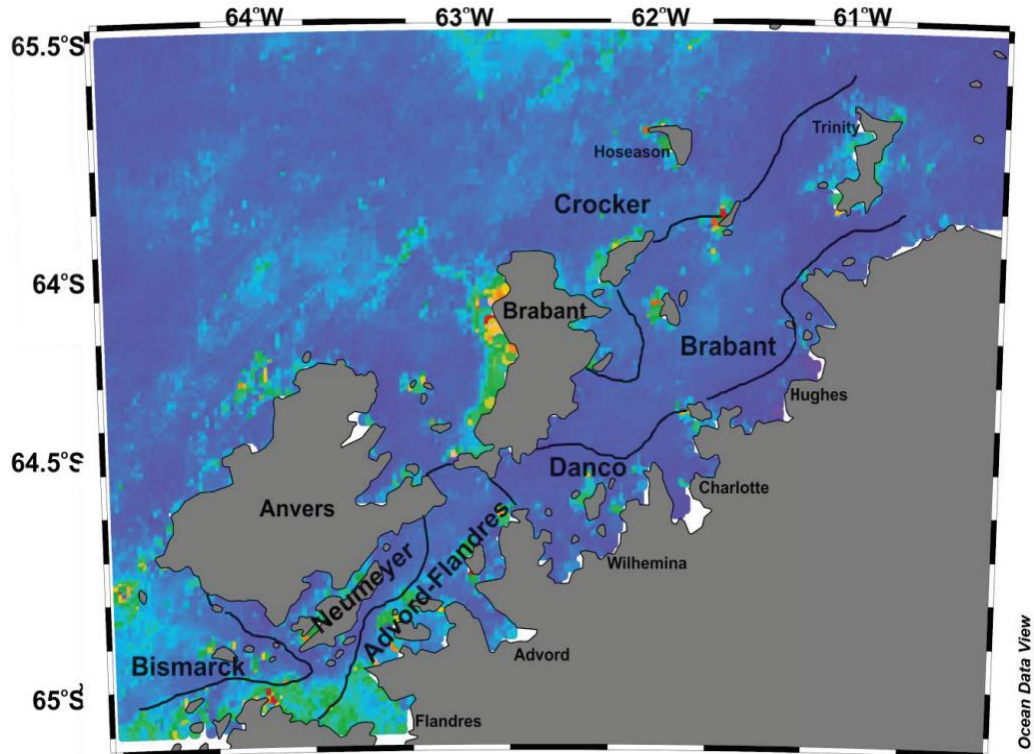 64°W 63°W 62°W 61°W
65.5°S
Trinity
Hoseason
Crocker
64°S
Brabant
Brabant
Hughes
64.5°S
Danco
Charlotte
Anvers
Wilhemina
Neumeyer
Advord-Flandres
Advord
Bismarck
65°S
Flandres
Ocean Data View